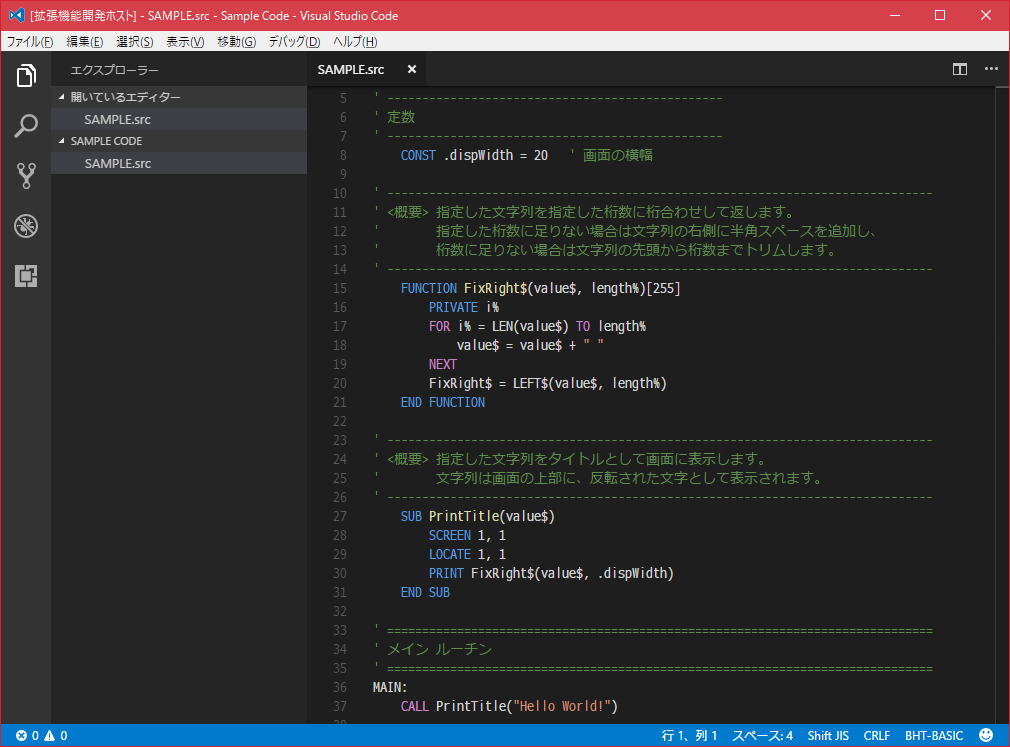 [拡張機能開発ホスト] - SAMPLE.src - Sample Code - Visual Studio Code
ファイル(F) 編集(E) 選択(S) 表示(V) 移動(G) デバッグ(D) ヘルプ(H)
エクスプローラー
開いているエディター
SAMPLE.src
SAMPLE CODE
SAMPLE.src
SAMPLE.src
5 ' ------------------------------------------------
6 ' 定数
7 ' ------------------------------------------------
8 CONST .dispWidth = 20 ' 画面の横幅
9
10 ' ------------------------------------------------------------------------------
11 ' <概要> 指定した文字列を指定した桁数に桁合わせして返します。
12 ' 指定した桁数に足りない場合は文字列の右側に半角スペースを追加し、
13 ' 桁数に足りない場合は文字列の先頭から桁数までトリムします。
14 ' ------------------------------------------------------------------------------
15 FUNCTION FixRight$(value$, length%)[255]
16 PRIVATE i%
17 FOR i% = LEN(value$) TO length%
18 value$ = value$ + " "
19 NEXT
20 FixRight$ = LEFT$(value$, length%)
21 END FUNCTION
22
23 ' ------------------------------------------------------------------------------
24 ' <概要> 指定した文字列をタイトルとして画面に表示します。
25 ' 文字列は画面の上部に、反転された文字として表示されます。
26 ' ------------------------------------------------------------------------------
27 SUB PrintTitle(value$)
28 SCREEN 1, 1
29 LOCATE 1, 1
30 PRINT FixRight$(value$, .dispWidth)
31 END SUB
32
33 ' ==============================================================================
34 ' メイン ルーチン
35 ' ==============================================================================
36 MAIN:
37 CALL PrintTitle("Hello World!")
0 0 行 1、列 1 スペース: 4 Shift JIS CRLF BHT-BASIC